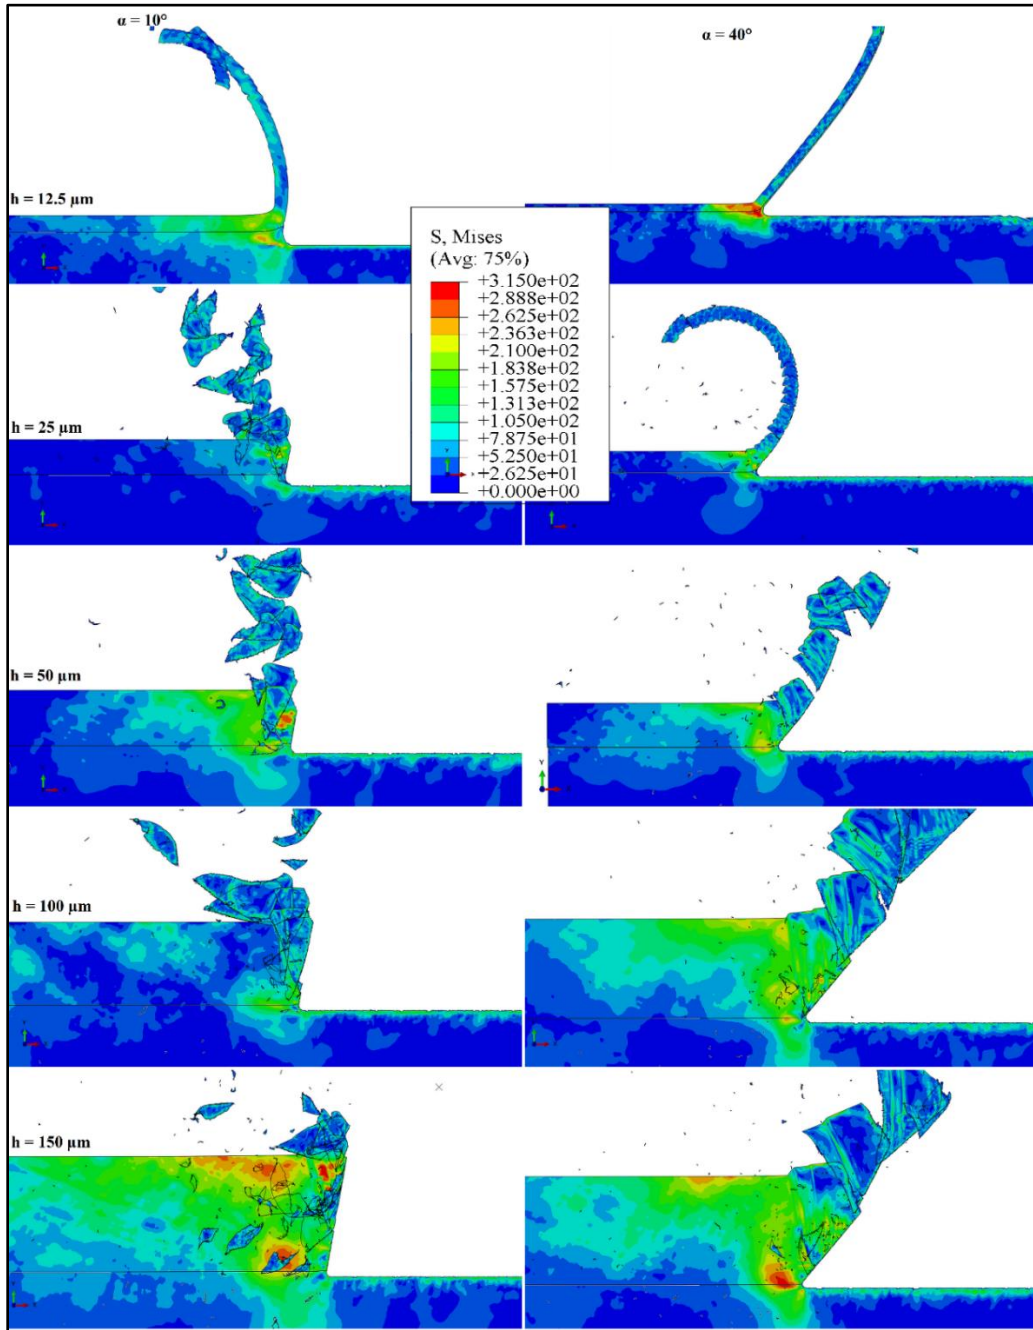 α = 10°
α = 40°
h = 12.5 µm
S, Mises
(Avg: 75%)
+3.150e+02
+2.888e+02
+2.625e+02
+2.363e+02
+2.100e+02
+1.838e+02
+1.575e+02
+1.313e+02
+1.050e+02
+7.875e+01
+5.250e+01
+2.625e+01
+0.000e+00
h = 25 µm
h = 50 µm
h = 100 µm
h = 150 µm